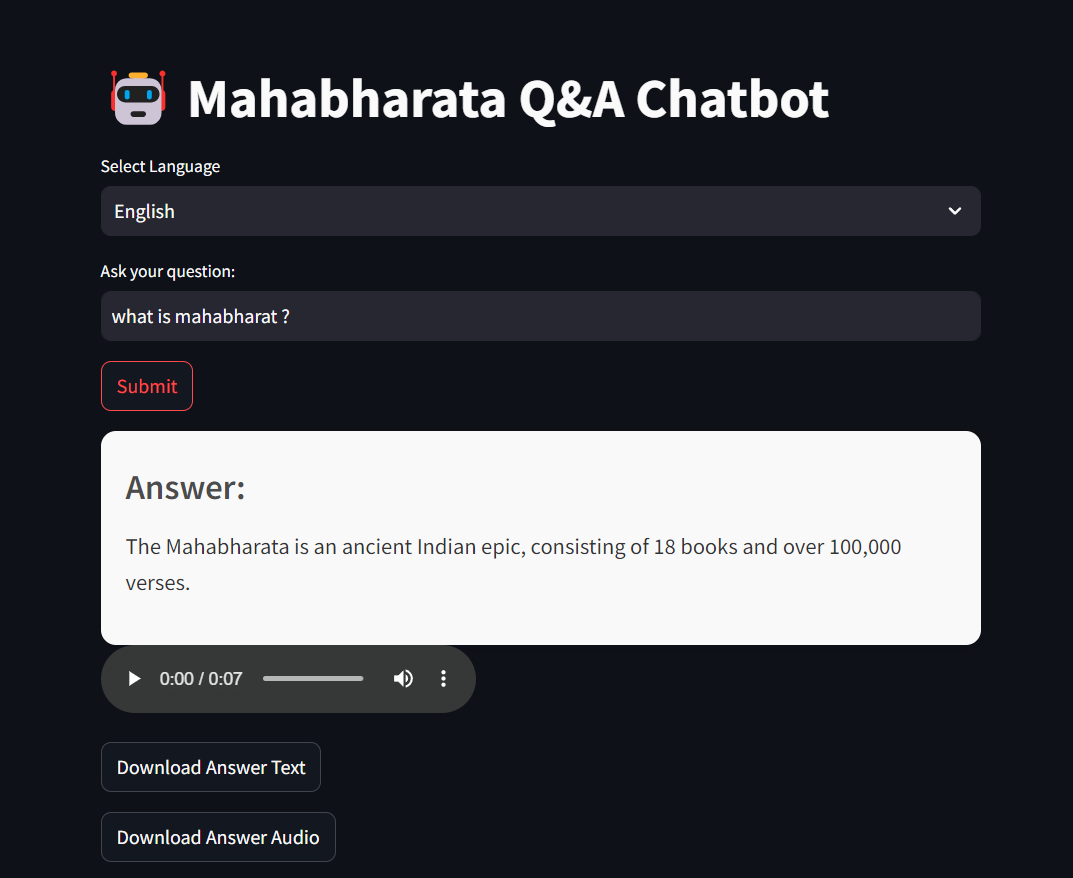 Mahabharata Q&A Chatbot
Select Language
English
Ask your question:
what is mahabharat ?
Submit
Answer:
The Mahabharata is an ancient Indian epic, consisting of 18 books and over 100,000
verses.
0:00 / 0:07
Download Answer Text
Download Answer Audio